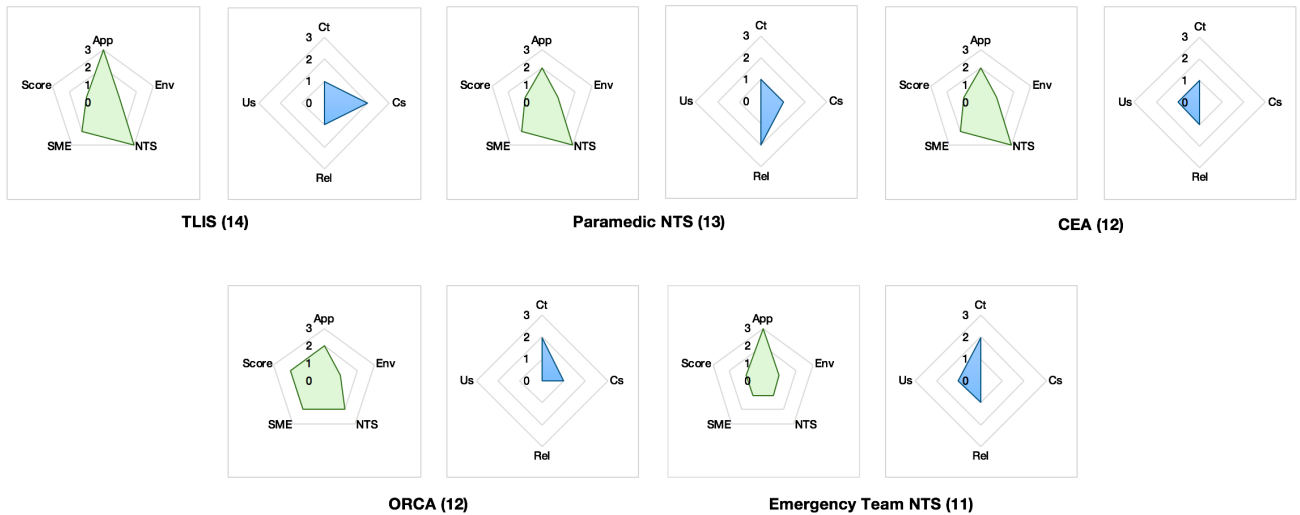 App
3
2
1
0
Score
Env
SME
NTS
Ct
3
2
1
0
Us
Cs
Rel
TLIS (14)
App
3
2
1
0
Score
Env
SME
NTS
Ct
3
2
1
0
Us
Cs
Rel
Paramedic NTS (13)
App
3
2
1
0
Score
Env
SME
NTS
Ct
3
2
1
0
Us
Cs
Rel
CEA (12)
App
3
2
1
0
Score
Env
SME
NTS
Ct
3
2
1
0
Us
Cs
Rel
ORCA (12)
App
3
2
1
0
Score
Env
SME
NTS
Ct
3
2
1
0
Us
Cs
Rel
Emergency Team NTS (11)